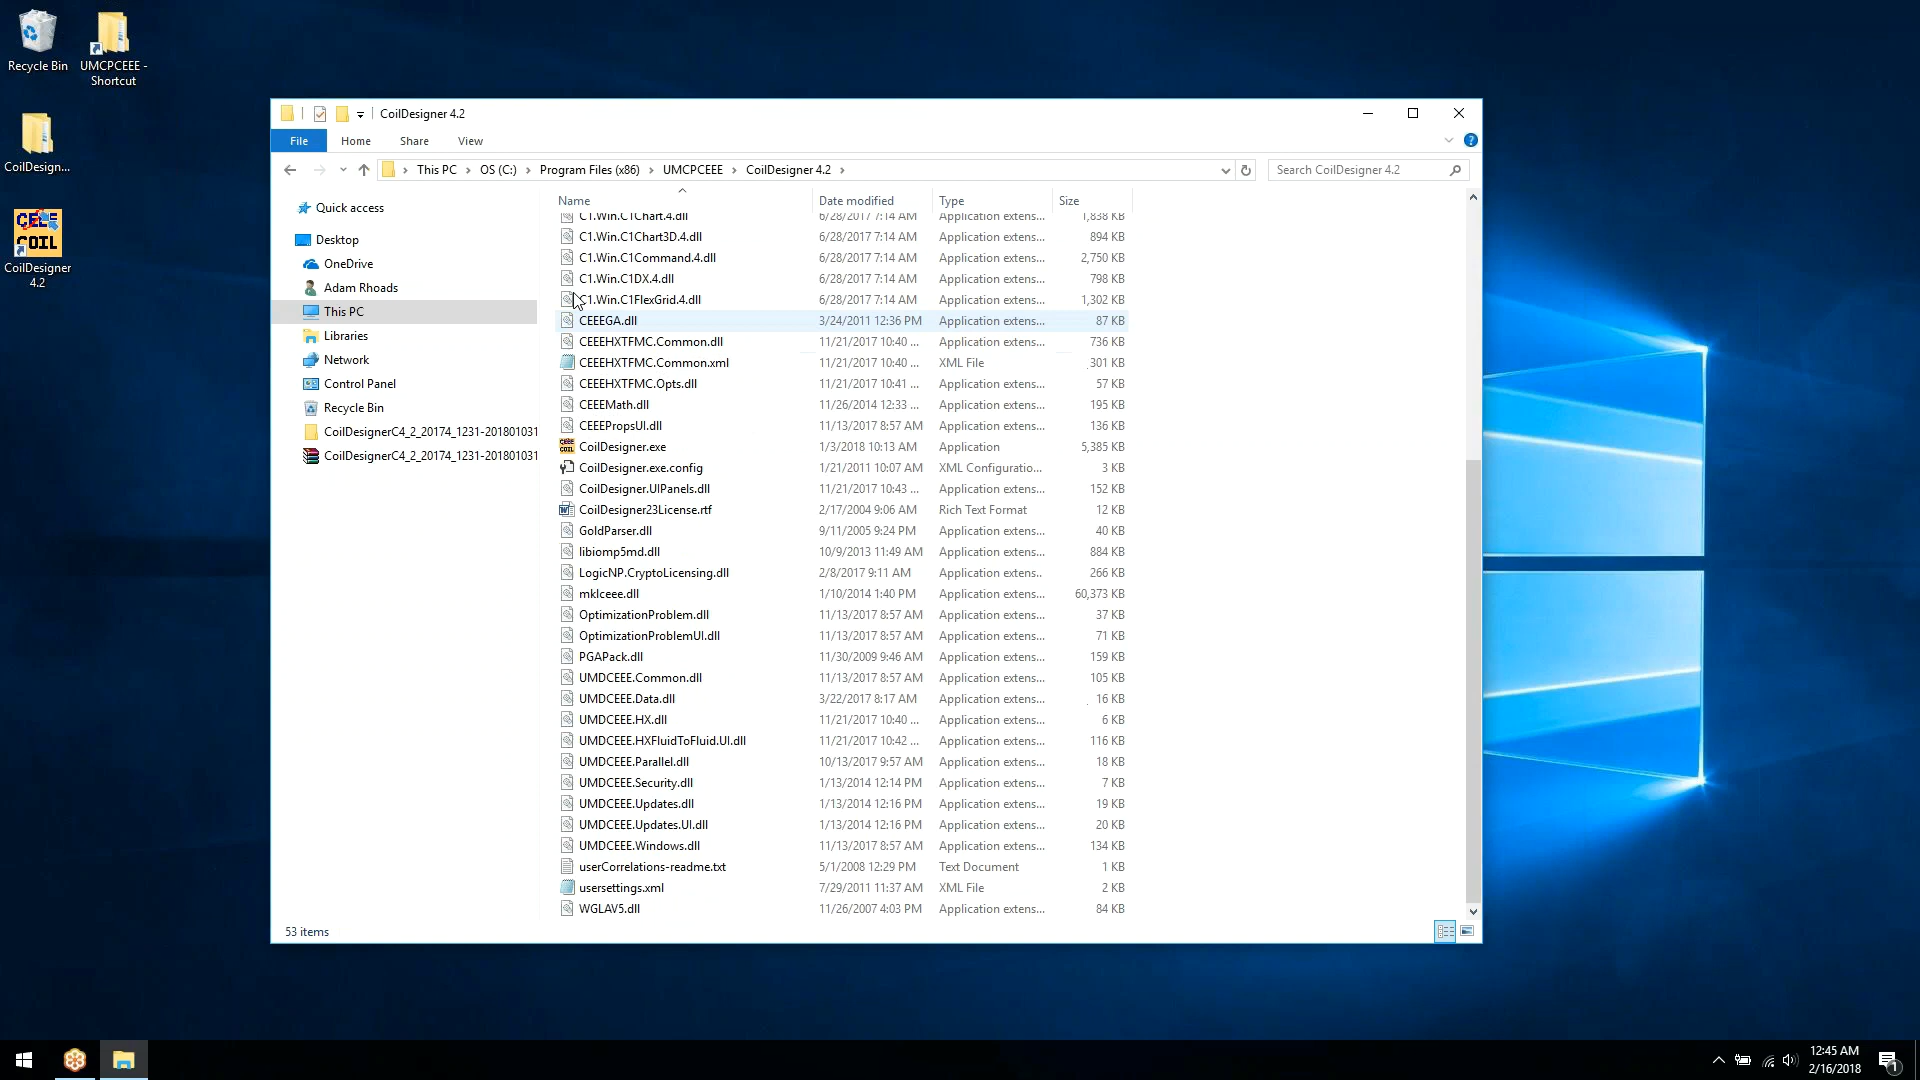 Recycle Bin
UMCPCEEE -
Shortcut
CoilDesign...
CEEE
COIL
CoilDesigner
4.2
CoilDesigner 4.2
File Home Share View
This PC OS (C:) Program Files (x86) UMCPCEEE CoilDesigner 4.2
Search CoilDesigner 4.2
Quick access
Desktop
OneDrive
Adam Rhoads
This PC
Libraries
Network
Control Panel
Recycle Bin
CoilDesignerC4_2_20174_1231-201801031
CoilDesignerC4_2_20174_1231-201801031
Name Date modified Type Size
C1.Win.C1Chart.4.dll 6/28/2017 7:14 AM Application extens... 1,838 KB
C1.Win.C1Chart3D.4.dll 6/28/2017 7:14 AM Application extens... 894 KB
C1.Win.C1Command.4.dll 6/28/2017 7:14 AM Application extens... 2,750 KB
C1.Win.C1DX.4.dll 6/28/2017 7:14 AM Application extens... 798 KB
C1.Win.C1FlexGrid.4.dll 6/28/2017 7:14 AM Application extens... 1,302 KB
CEEEGA.dll 3/24/2011 12:36 PM Application extens... 87 KB
CEEEHXTFMC.Common.dll 11/21/2017 10:40 ... Application extens... 736 KB
CEEEHXTFMC.Common.xml 11/21/2017 10:40 ... XML File 301 KB
CEEEHXTFMC.Opts.dll 11/21/2017 10:41 ... Application extens... 57 KB
CEEEMath.dll 11/26/2014 12:33 ... Application extens... 195 KB
CEEEPropsUI.dll 11/13/2017 8:57 AM Application extens... 136 KB
CoilDesigner.exe 1/3/2018 10:13 AM Application 5,385 KB
CoilDesigner.exe.config 1/21/2011 10:07 AM XML Configuratio... 3 KB
CoilDesigner.UIPanels.dll 11/21/2017 10:43 ... Application extens... 152 KB
CoilDesigner23License.rtf 2/17/2004 9:06 AM Rich Text Format 12 KB
GoldParser.dll 9/11/2005 9:24 PM Application extens... 40 KB
libiomp5md.dll 10/9/2013 11:49 AM Application extens... 884 KB
LogicNP.CryptoLicensing.dll 2/8/2017 9:11 AM Application extens.. 266 KB
mklceee.dll 1/10/2014 1:40 PM Application extens... 60,373 KB
OptimizationProblem.dll 11/13/2017 8:57 AM Application extens... 37 KB
OptimizationProblemUI.dll 11/13/2017 8:57 AM Application extens... 71 KB
PGAPack.dll 11/30/2009 9:46 AM Application extens... 159 KB
UMDCEEE.Common.dll 11/13/2017 8:57 AM Application extens... 105 KB
UMDCEEE.Data.dll 3/22/2017 8:17 AM Application extens... 16 KB
UMDCEEE.HX.dll 11/21/2017 10:40 ... Application extens... 6 KB
UMDCEEE.HXFluidToFluid.UI.dll 11/21/2017 10:42 ... Application extens... 116 KB
UMDCEEE.Parallel.dll 10/13/2017 9:57 AM Application extens... 18 KB
UMDCEEE.Security.dll 1/13/2014 12:14 PM Application extens... 7 KB
UMDCEEE.Updates.dll 1/13/2014 12:16 PM Application extens... 19 KB
UMDCEEE.Updates.UI.dll 1/13/2014 12:16 PM Application extens... 20 KB
UMDCEEE.Windows.dll 11/13/2017 8:57 AM Application extens... 134 KB
userCorrelations-readme.txt 5/1/2008 12:29 PM Text Document 1 KB
usersettings.xml 7/29/2011 11:37 AM XML File 2 KB
WGLAV5.dll 11/26/2007 4:03 PM Application extens... 84 KB
53 items
12:45 AM
2/16/2018
1